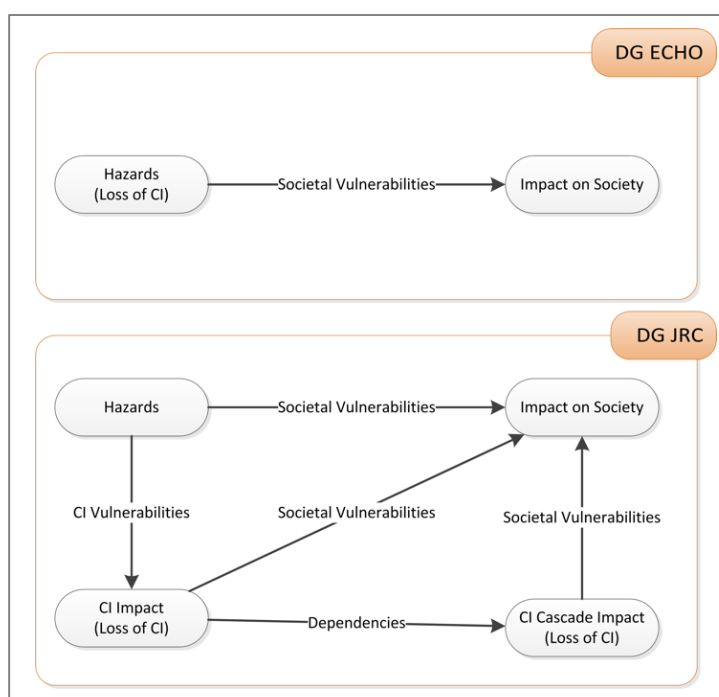 DG ECHO
Hazards
(Loss of CI)
Societal Vulnerabilities
Impact on Society
DG JRC
Hazards
Societal Vulnerabilities
Impact on Society
CI Vulnerabilities
Societal Vulnerabilities
Societal Vulnerabilities
CI Impact
(Loss of CI)
Dependencies
CI Cascade Impact
(Loss of CI)